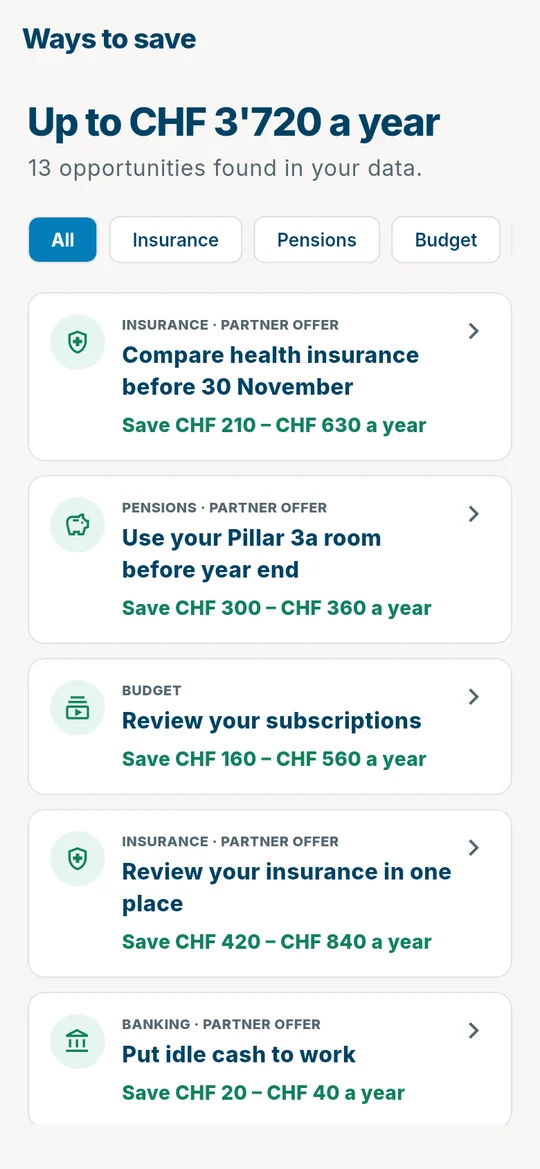 Ways to save
Up to CHF 3'720 a year
13 opportunities found in your data.
All
Insurance
Pensions
Budget
INSURANCE · PARTNER OFFER
Compare health insurance
before 30 November
Save CHF 210 – CHF 630 a year
PENSIONS · PARTNER OFFER
Use your Pillar 3a room
before year end
Save CHF 300 – CHF 360 a year
BUDGET
Review your subscriptions
Save CHF 160 – CHF 560 a year
INSURANCE · PARTNER OFFER
Review your insurance in one
place
Save CHF 420 – CHF 840 a year
BANKING · PARTNER OFFER
Put idle cash to work
Save CHF 20 – CHF 40 a year